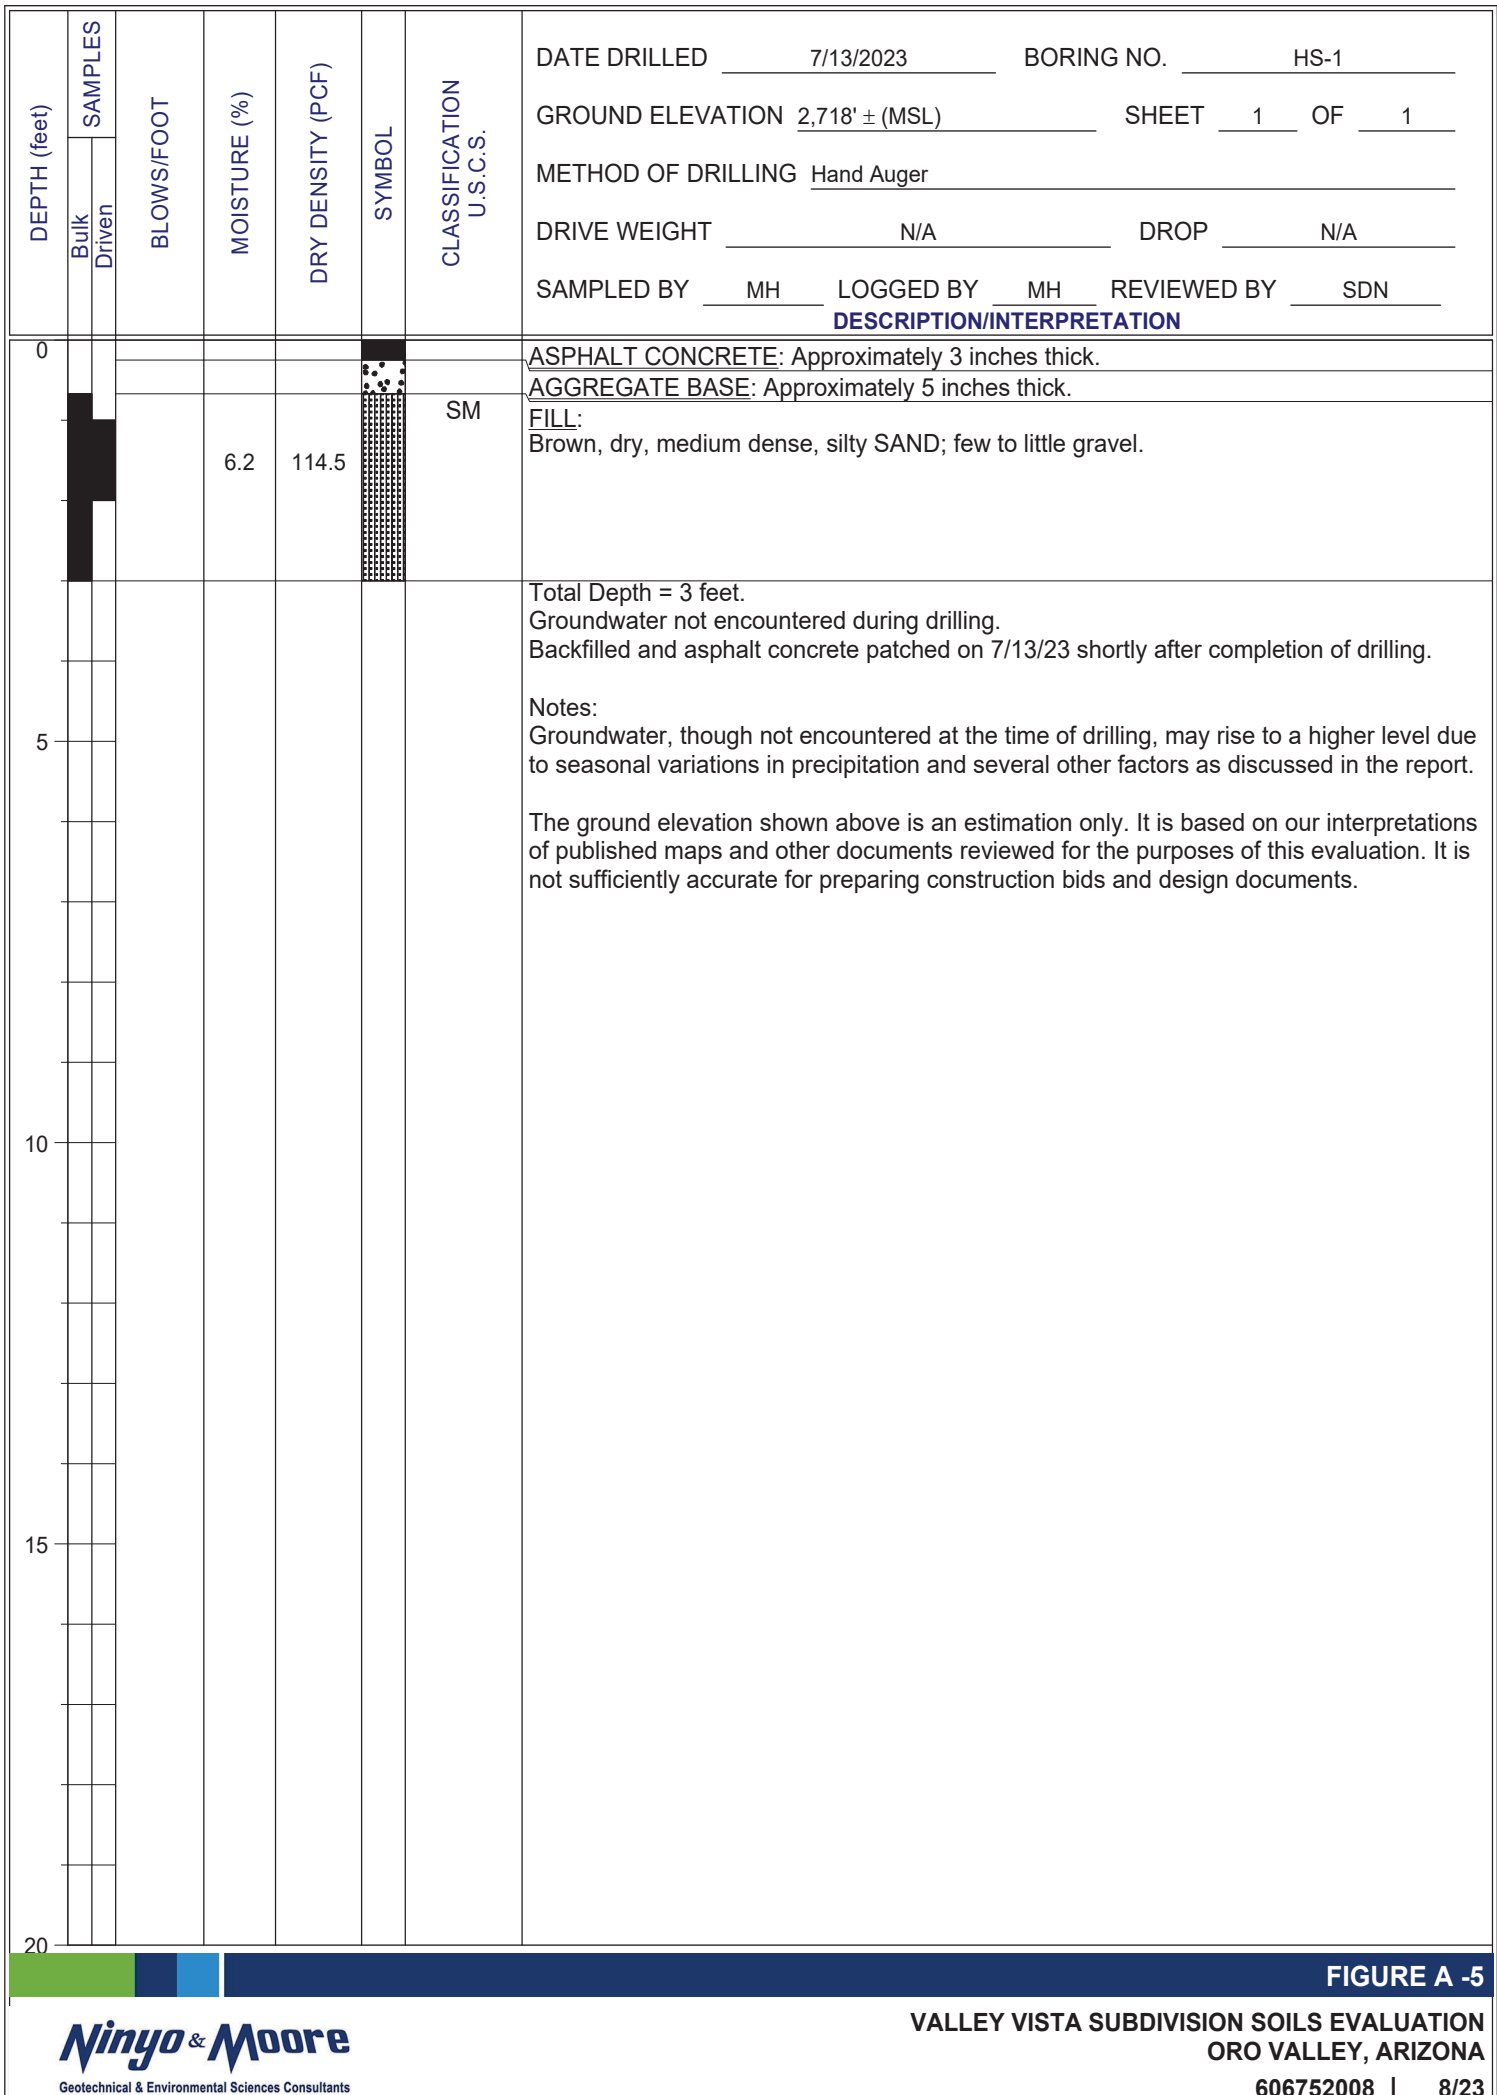 DEPTH (feet)
SAMPLES
Bulk
Driven
BLOWS/FOOT
MOISTURE (%)
DRY DENSITY (PCF)
SYMBOL
CLASSIFICATION
U.S.C.S.
DATE DRILLED 7/13/2023 BORING NO. HS-1
GROUND ELEVATION 2,718' ± (MSL) SHEET 1 OF 1
METHOD OF DRILLING Hand Auger
DRIVE WEIGHT N/A DROP N/A
SAMPLED BY MH LOGGED BY MH REVIEWED BY SDN
DESCRIPTION/INTERPRETATION
0
ASPHALT CONCRETE: Approximately 3 inches thick.
AGGREGATE BASE: Approximately 5 inches thick.
SM
FILL:
Brown, dry, medium dense, silty SAND; few to little gravel.
6.2 114.5
Total Depth = 3 feet.
Groundwater not encountered during drilling.
Backfilled and asphalt concrete patched on 7/13/23 shortly after completion of drilling.
Notes:
5
Groundwater, though not encountered at the time of drilling, may rise to a higher level due
to seasonal variations in precipitation and several other factors as discussed in the report.
The ground elevation shown above is an estimation only. It is based on our interpretations
of published maps and other documents reviewed for the purposes of this evaluation. It is
not sufficiently accurate for preparing construction bids and design documents.
10
15
20
FIGURE A -5
Ninyo & Moore
Geotechnical & Environmental Sciences Consultants
VALLEY VISTA SUBDIVISION SOILS EVALUATION
ORO VALLEY, ARIZONA
606752008 | 8/23